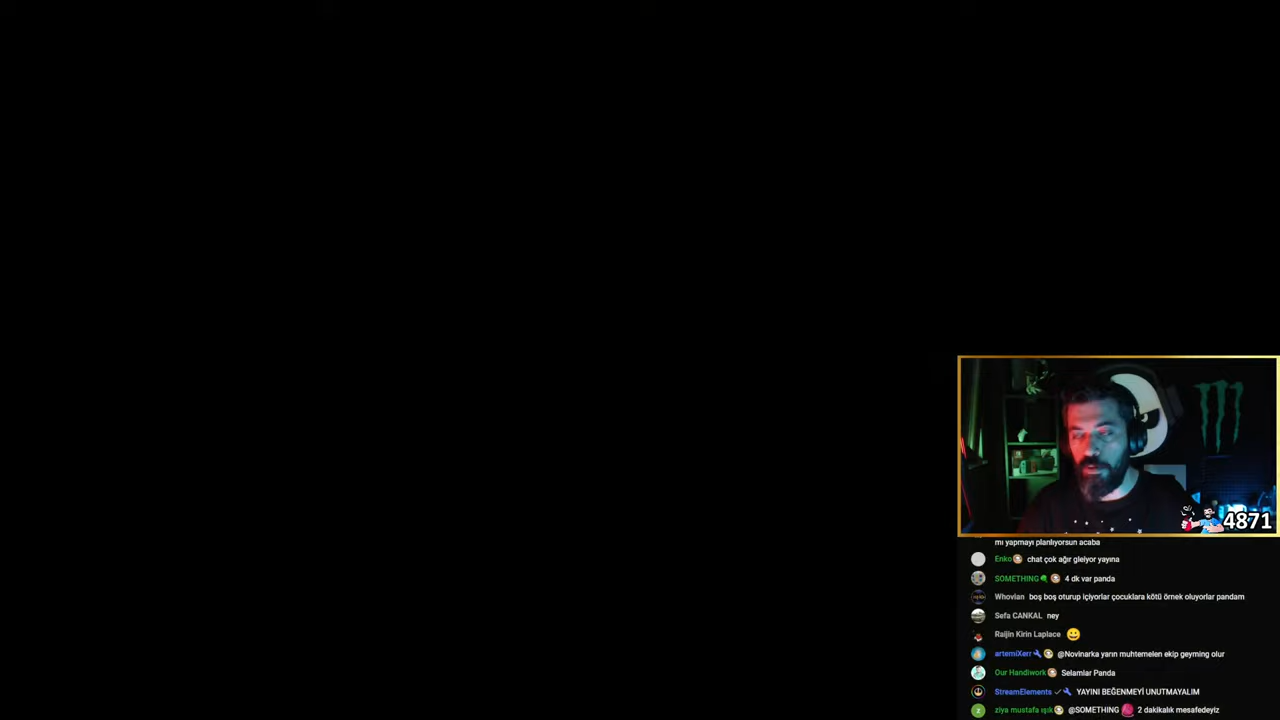 4871
mı yapmayı planlıyorsun acaba
Enko chat çok ağır gleiyor yayına
SOMETHING 4 dk var panda
Whovian boş boş oturup içiyorlar çocuklara kötü örnek oluyorlar pandam
Sefa CANKAL ney
Raijin Kirin Laplace
artemiXerr @Novinarka yarın muhtemelen ekip geyming olur
Our Handiwork Selamlar Panda
StreamElements YAYINI BEĞENMEYİ UNUTMAYALIM
ziya mustafa ışık @SOMETHING 2 dakikalık mesafedeyiz